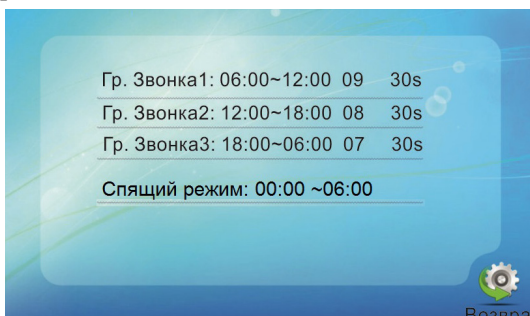 Гр. Звонка1: 06:00~12:00 09 30s
Гр. Звонка2: 12:00~18:00 08 30s
Гр. Звонка3: 18:00~06:00 07 30s
Спящий режим: 00:00 ~06:00